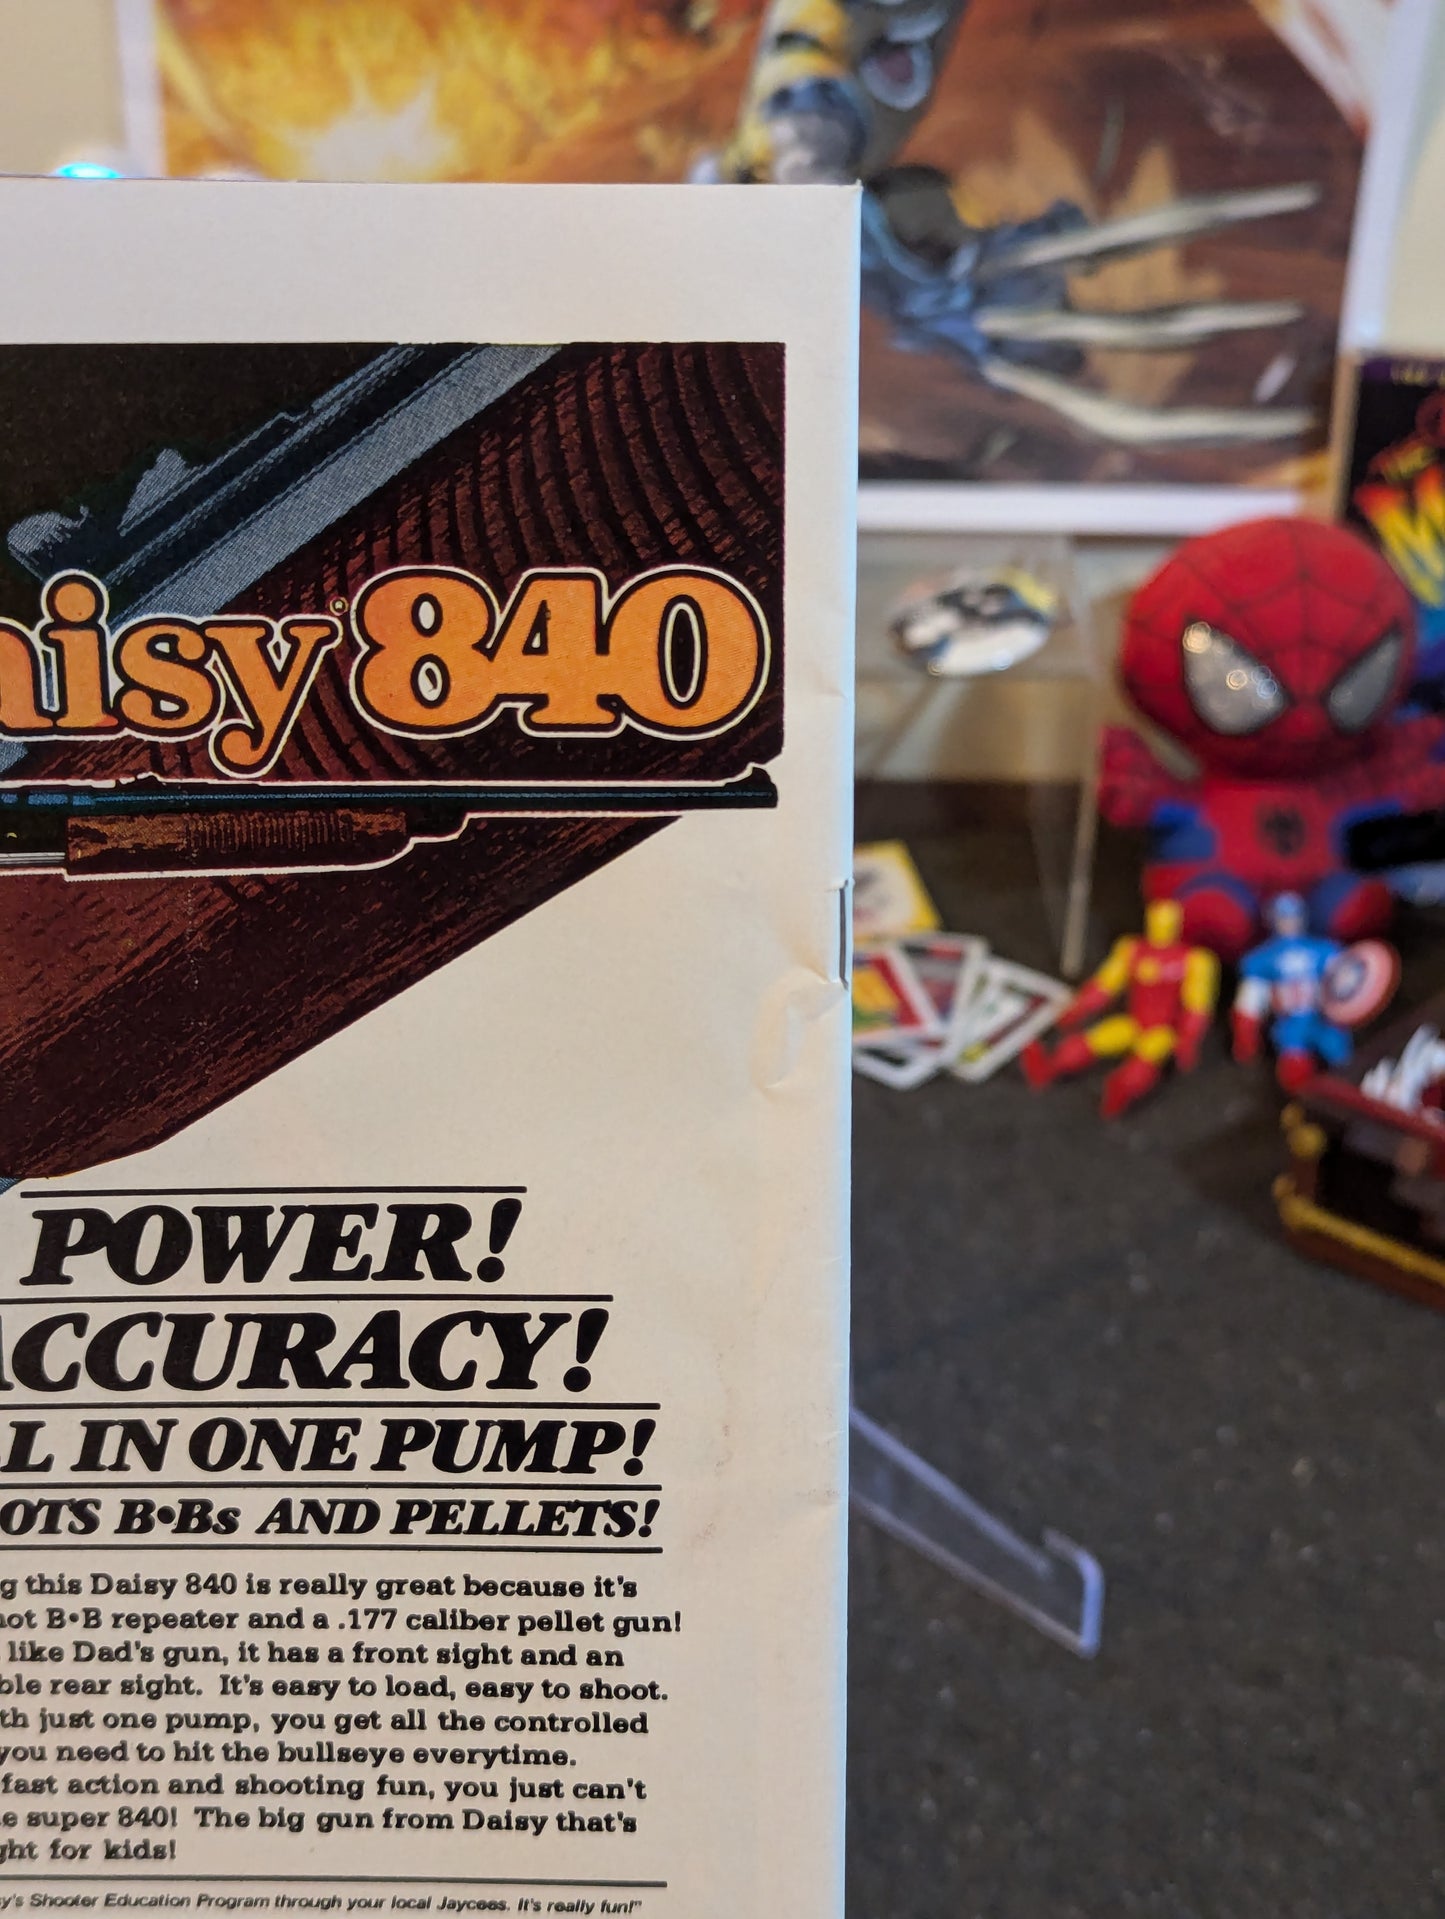 aisy® 840
POWER!
ACCURACY!
L IN ONE PUMP!
OTS B•Bs AND PELLETS!
g this Daisy 840 is really great because it's
ot B•B repeater and a .177 caliber pellet gun!
like Dad's gun, it has a front sight and an
ble rear sight. It's easy to load, easy to shoot.
th just one pump, you get all the controlled
you need to hit the bullseye everytime.
fast action and shooting fun, you just can't
e super 840! The big gun from Daisy that's
ght for kids!
y's Shooter Education Program through your local Jaycees. It's really fun!"
THE